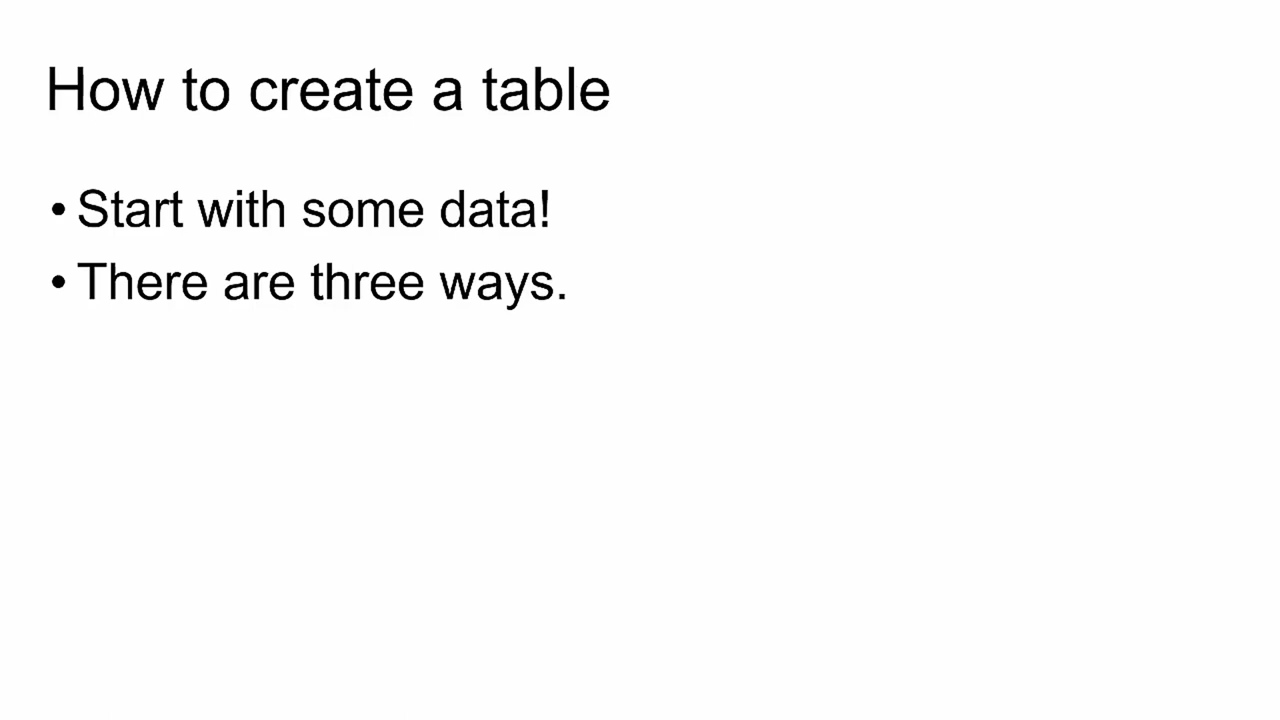 How to create a table
• Start with some data!
• There are three ways.